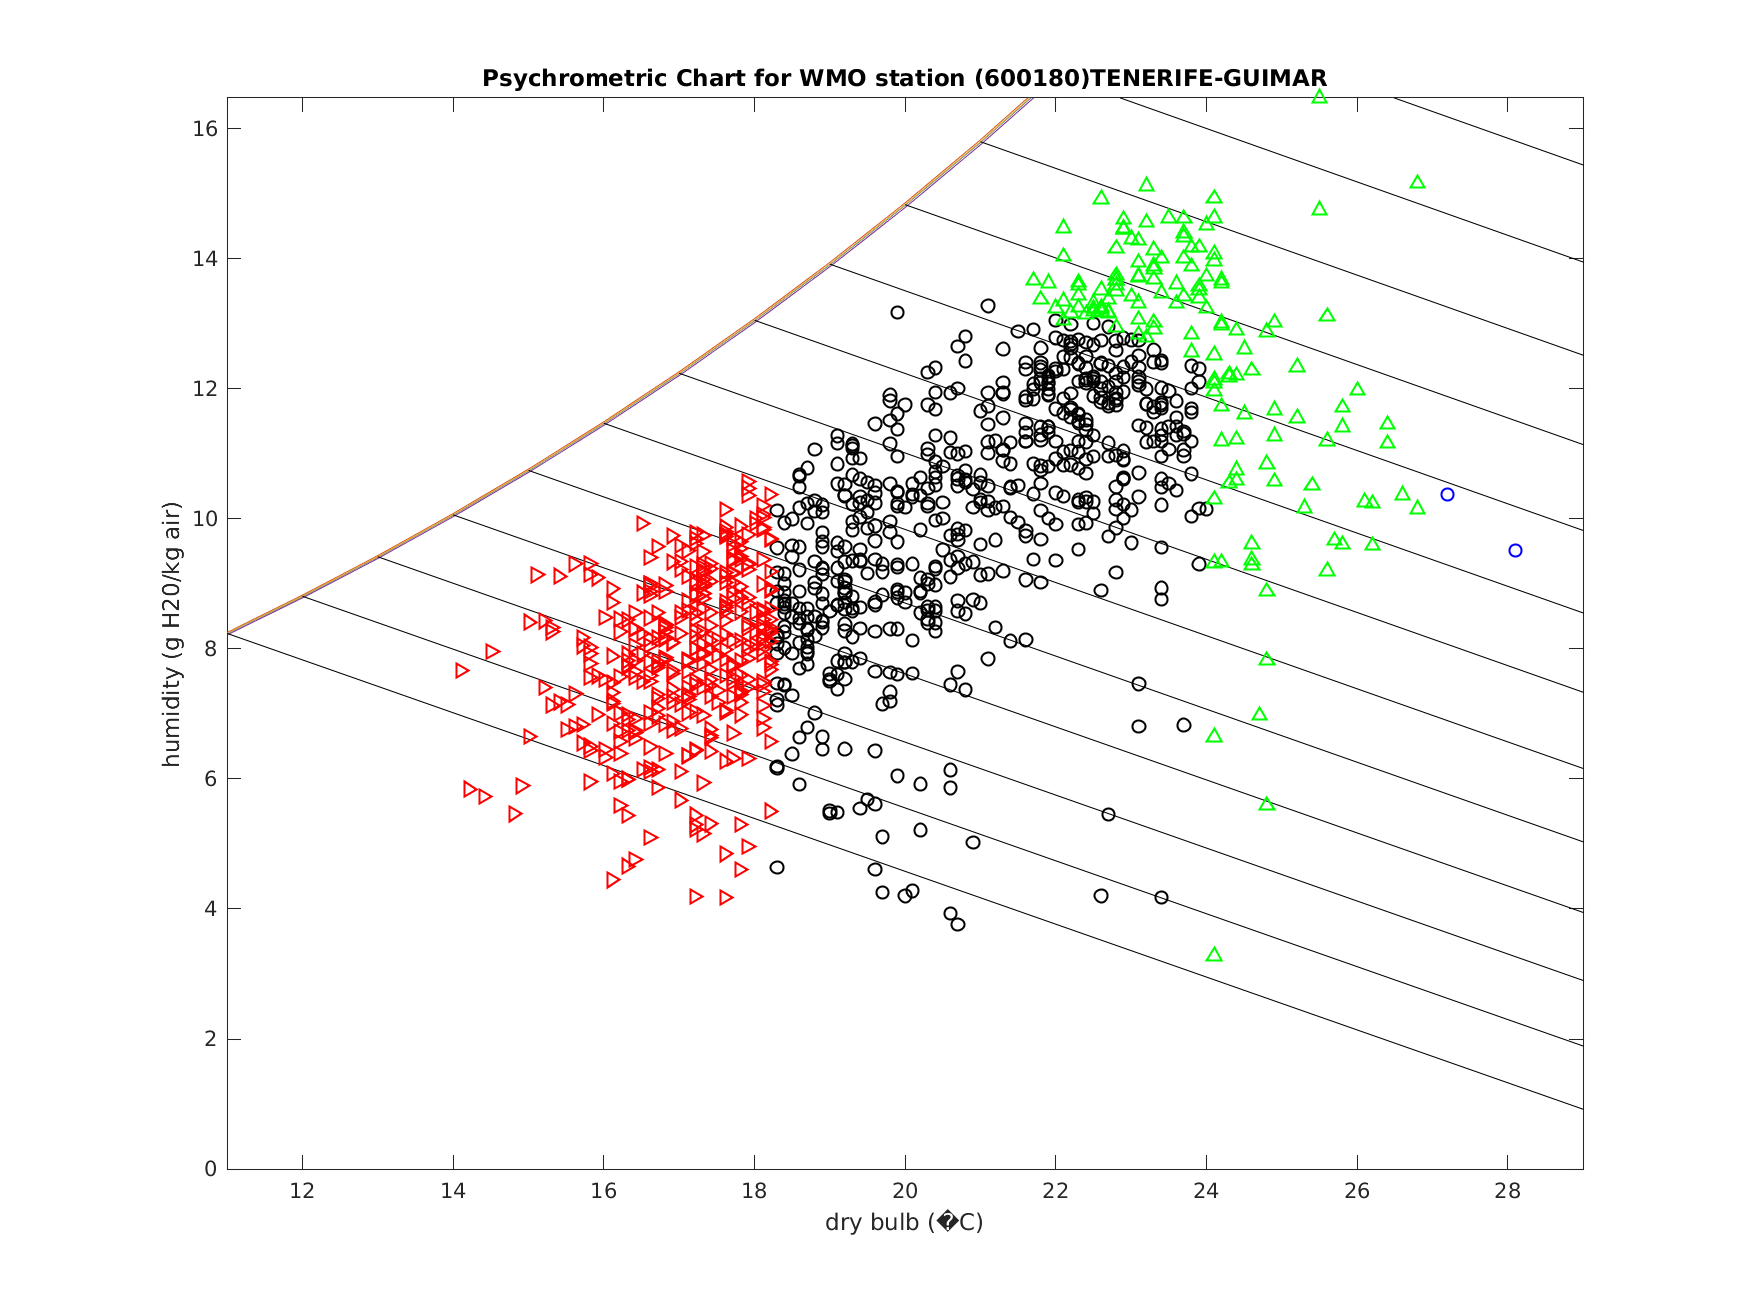 Psychrometric Chart for WMO station (600180)TENERIFE-GUIMAR
16
14
12
10
8
6
4
2
0
humidity (g H20/kg air)
12 14 16 18 20 22 24 26 28
dry bulb (�C)